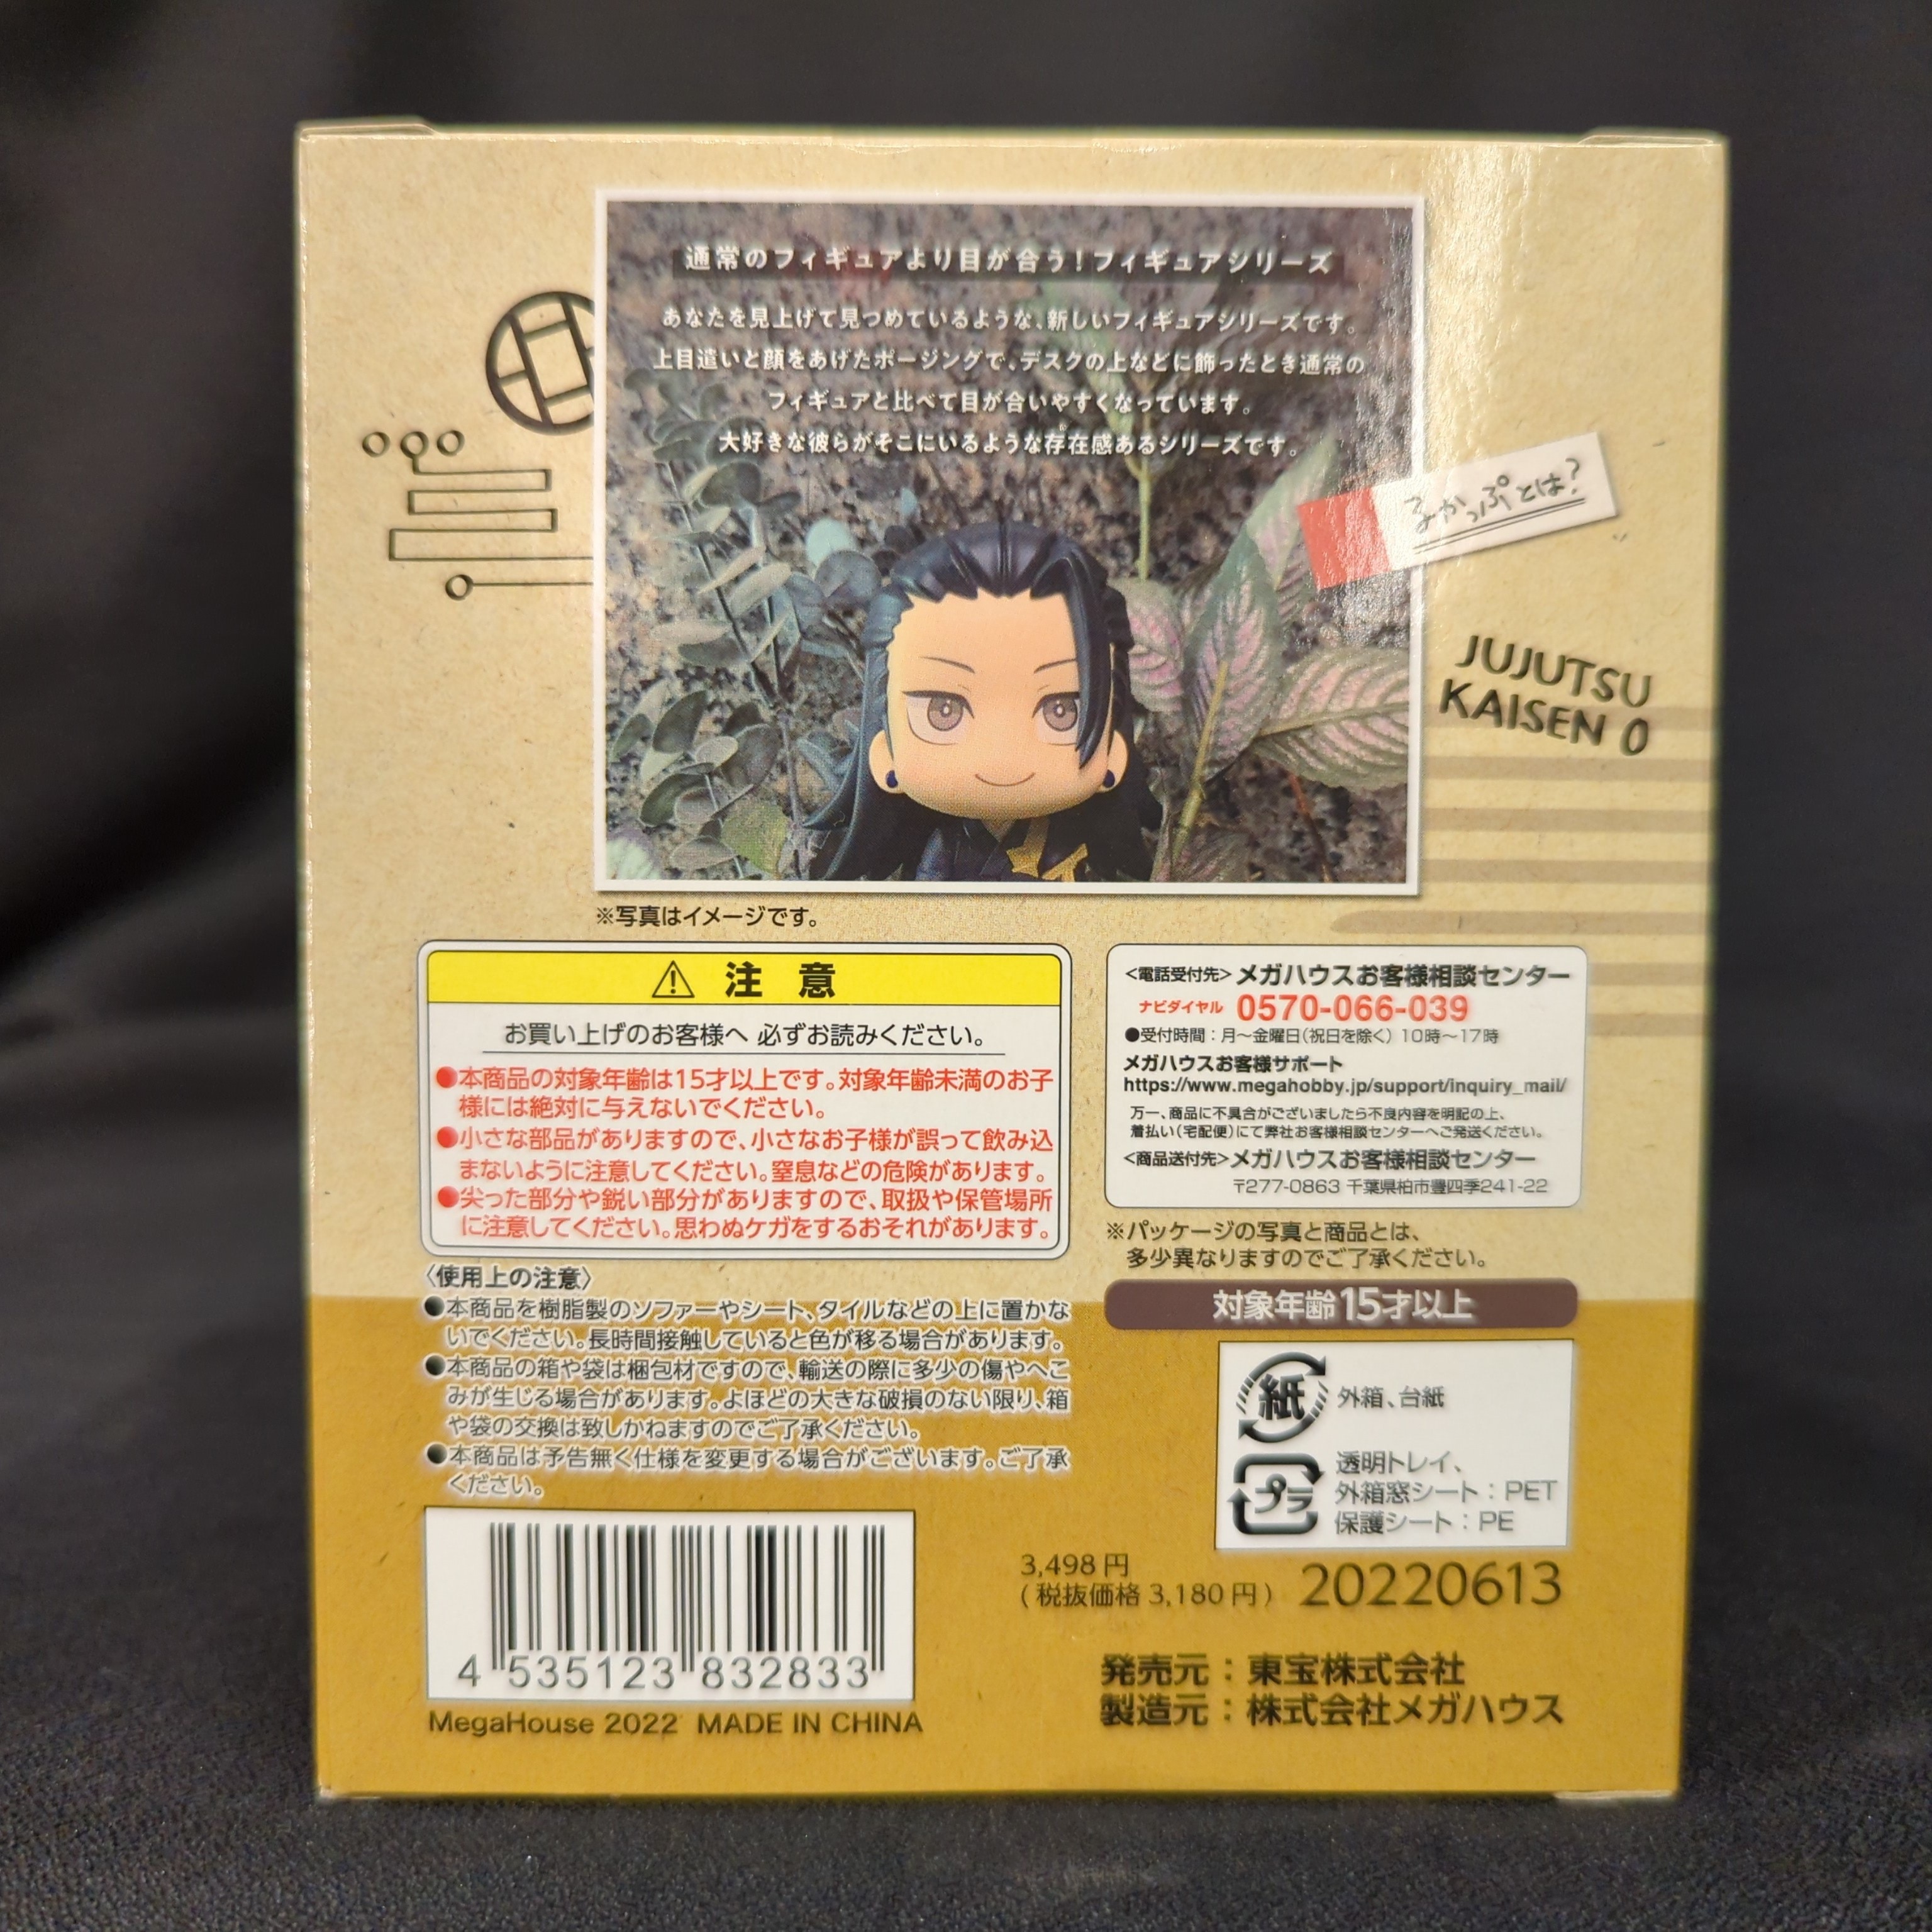 通常のフィギュアより目が合う！フィギュアシリーズ
あなたを見上げて見つめているような、新しいフィギュアシリーズです。
上目遣いと顔をあげたポージングで、デスクの上などに飾ったとき通常の
フィギュアと比べて目が合いやすくなっています。
大好きな彼らがそこにいるような存在感あるシリーズです。
るかっぷとは?
JUJUTSU
KAISEN 0
※写真はイメージです。
注意
お買い上げのお客様へ 必ずお読みください。
●本商品の対象年齢は15才以上です。対象年齢未満のお子
様には絶対に与えないでください。
●小さな部品がありますので、小さなお子様が誤って飲み込
まないように注意してください。窒息などの危険があります。
●尖った部分や鋭い部分がありますので、取扱や保管場所
に注意してください。思わぬケガをするおそれがあります。
〈使用上の注意〉
●本商品を樹脂製のソファーやシート、タイルなどの上に置かな
いでください。長時間接触していると色が移る場合があります。
●本商品の箱や袋は梱包材ですので、輸送の際に多少の傷やへこ
みが生じる場合があります。よほどの大きな破損のない限り、箱
や袋の交換は致しかねますのでご了承ください。
●本商品は予告無く仕様を変更する場合がございます。ご了承
ください。
4 535123 832833
MegaHouse 2022 MADE IN CHINA
<電話受付先>メガハウスお客様相談センター
ナビダイヤル 0570-066-039
●受付時間：月～金曜日(祝日を除く) 10時～17時
メガハウスお客様サポート
https://www.megahobby.jp/support/inquiry_mail/
万一、商品に不具合がございましたら不良内容を明記の上、
着払い(宅配便)にて弊社お客様相談センターへご発送ください。
<商品送付先>メガハウスお客様相談センター
〒277-0863 千葉県柏市豊四季241-22
※パッケージの写真と商品とは、
多少異なりますのでご了承ください。
対象年齢15才以上
紙 外箱、台紙
プラ 透明トレイ、
外箱窓シート：PET
保護シート：PE
3,498 円
(税抜価格 3,180 円) 20220613
発売元：東宝株式会社
製造元：株式会社メガハウス